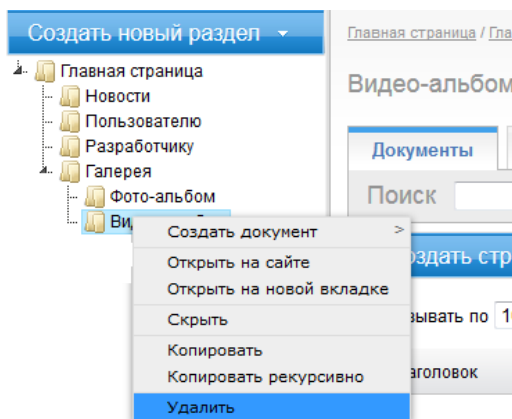 Создать новый раздел
Главная страница
Новости
Пользователю
Разработчику
Галерея
Фото-альбом
Создать документ >
Открыть на сайте
Открыть на новой вкладке
Скрыть
Копировать
Копировать рекурсивно
Удалить
Главная страница /
Видео-альбом
Документы
Поиск